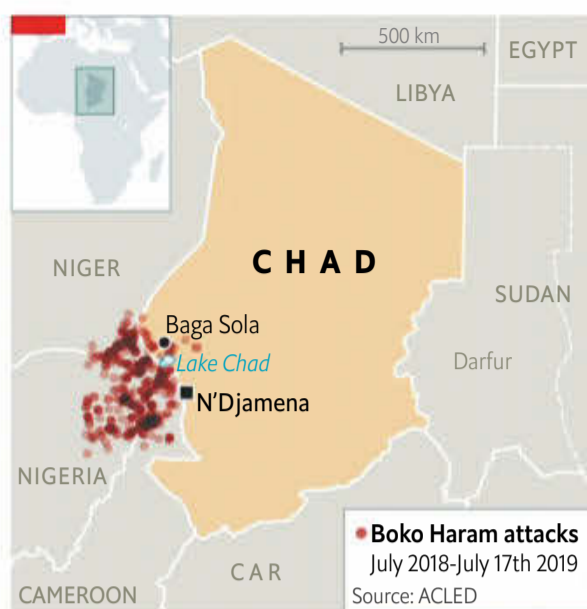 500 km
EGYPT
LIBYA
CHAD
NIGER
SUDAN
Baga Sola
Lake Chad
Darfur
N'Djamena
NIGERIA
Boko Haram attacks
July 2018-July 17th 2019
CAR
CAMEROON
Source: ACLED